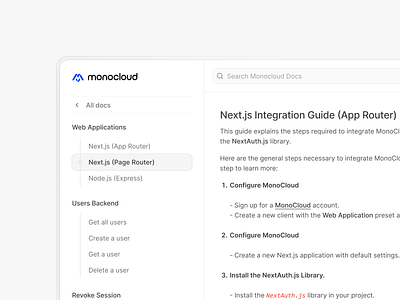 monocloud
Search Monocloud Docs
All docs
Web Applications
Next.js (App Router)
Next.js (Page Router)
Node.js (Express)
Users Backend
Get all users
Create a user
Get a user
Delete a user
Revoke Session
Next.js Integration Guide (App Router)
This guide explains the steps required to integrate MonoCl
the NextAuth.js library.
Here are the general steps necessary to integrate MonoClo
step to learn more:
1. Configure MonoCloud
- Sign up for a MonoCloud account.
- Create a new client with the Web Application preset a
2. Configure MonoCloud
- Create a new Next.js application with default settings.
3. Install the NextAuth.js Library.
- Install the NextAuth.js library in your project.